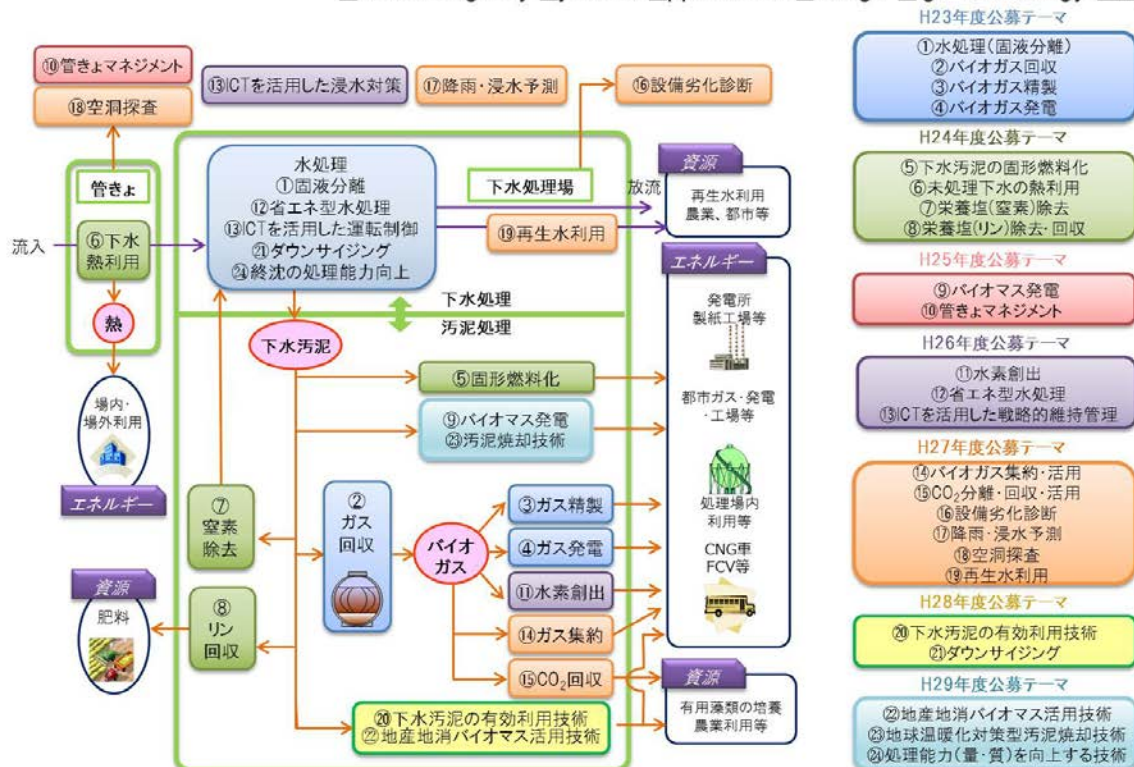 ⑩管きょマネジメント
⑱空洞探査
⑬ICTを活用した浸水対策
⑰降雨・浸水予測
⑯設備劣化診断
管きょ
流入
⑥下水
熱利用
熱
場内・
場外利用
エネルギー
水処理
①固液分離
⑫省エネ型水処理
⑬ICTを活用した運転制御
㉑ダウンサイジング
㉔終沈の処理能力向上
下水処理場
放流
⑲再生水利用
下水処理
汚泥処理
下水汚泥
⑤固形燃料化
⑨バイオマス発電
㉓汚泥焼却技術
⑦
窒素
除去
②
ガス
回収
バイオ
ガス
③ガス精製
④ガス発電
⑪水素創出
⑭ガス集約
⑮CO₂回収
⑧
リン
回収
資源
肥料
⑳下水汚泥の有効利用技術
㉒地産地消バイオマス活用技術
資源
再生水利用
農業、都市等
エネルギー
発電所
製紙工場等
都市ガス・発電
・工場等
処理場内
利用等
CNG車
FCV等
資源
有用藻類の培養
農業利用等
H23年度公募テーマ
①水処理(固液分離)
②バイオガス回収
③バイオガス精製
④バイオガス発電
H24年度公募テーマ
⑤下水汚泥の固形燃料化
⑥未処理下水の熱利用
⑦栄養塩(窒素)除去
⑧栄養塩(リン)除去・回収
H25年度公募テーマ
⑨バイオマス発電
⑩管きょマネジメント
H26年度公募テーマ
⑪水素創出
⑫省エネ型水処理
⑬ICTを活用した戦略的維持管理
H27年度公募テーマ
⑭バイオガス集約・活用
⑮CO₂分離・回収・活用
⑯設備劣化診断
⑰降雨・浸水予測
⑱空洞探査
⑲再生水利用
H28年度公募テーマ
⑳下水汚泥の有効利用技術
㉑ダウンサイジング
H29年度公募テーマ
㉒地産地消バイオマス活用技術
㉓地球温暖化対策型汚泥焼却技術
㉔処理能力(量・質)を向上する技術